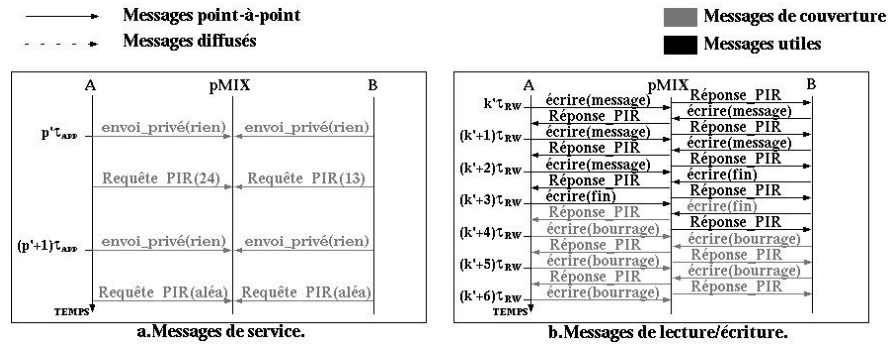 Messages point-à-point
Messages diffusés
Messages de couverture
Messages utiles
A pMIX B
p'τAPP
envoi_privé(rien) envoi_privé(rien)
Requête PIR(24) Requête PIR(13)
(p'+1)τAPP
envoi_privé(rien) envoi_privé(rien)
Requête PIR(aléa) Requête PIR(aléa)
TEMPS
a.Messages de service.
A pMIX B
k'τRW
écrire(message) Réponse_PIR
Réponse_PIR écrire(message)
(k'+1)τRW
écrire(message) Réponse_PIR
Réponse_PIR écrire(message)
(k'+2)τRW
écrire(message) Réponse_PIR
Réponse_PIR écrire(fin)
(k'+3)τRW
écrire(fin) Réponse_PIR
Réponse_PIR écrire(fin)
(k'+4)τRW
écrire(bourrage) Réponse_PIR
Réponse_PIR écrire(bourrage)
(k'+5)τRW
écrire(bourrage) Réponse_PIR
Réponse_PIR écrire(bourrage)
(k'+6)τRW
écrire(bourrage) Réponse_PIR
TEMPS
b.Messages de lecture/écriture.